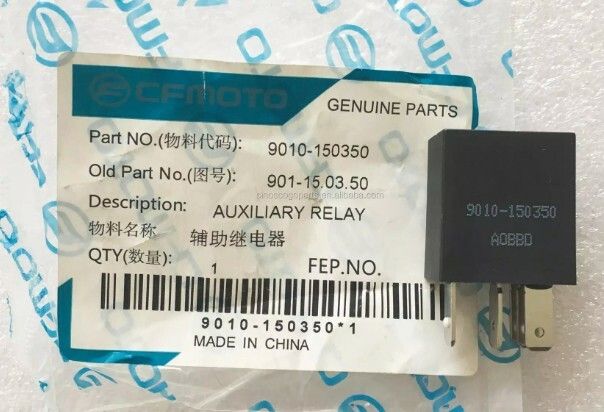 CFMOTO
GENUINE PARTS
Part NO.(物料代码): 9010-150350
Old Part No.(图号): 901-15.03.50
Description: AUXILIARY RELAY
物料名称 辅助继电器
QTY(数量): 1 FEP.NO.
9010-150350*1
MADE IN CHINA
9010-150350
A0BBD